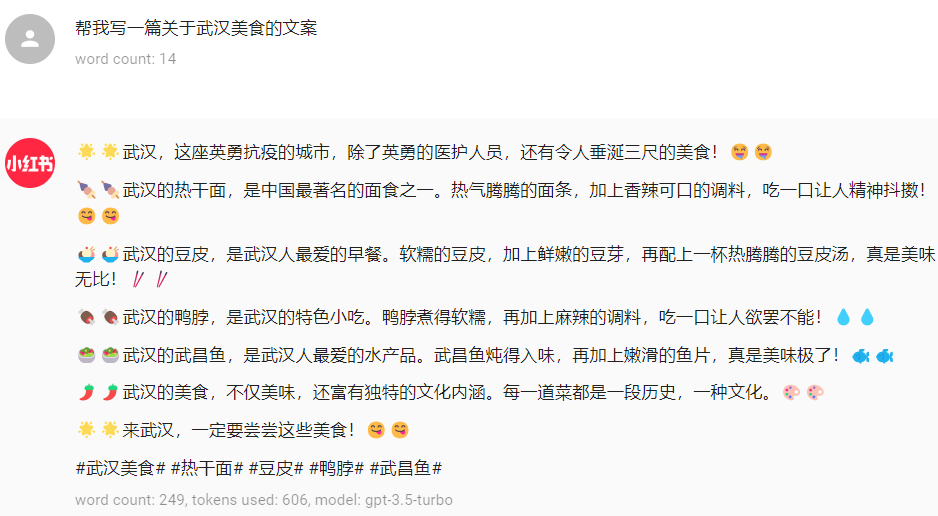 帮我写一篇关于武汉美食的文案
word count: 14
小红书
🌟🌟武汉，这座英勇抗疫的城市，除了英勇的医护人员，还有令人垂涎三尺的美食！😝😝
🍡🍡武汉的热干面，是中国最著名的面食之一。热气腾腾的面条，加上香辣可口的调料，吃一口让人精神抖擞！
😋😋
🍜🍜武汉的豆皮，是武汉人最爱的早餐。软糯的豆皮，加上鲜嫩的豆芽，再配上一杯热腾腾的豆皮汤，真是美味
无比！🥢🥢
🍗🍗武汉的鸭脖，是武汉的特色小吃。鸭脖煮得软糯，再加上麻辣的调料，吃一口让人欲罢不能！💧💧
🥗🥗武汉的武昌鱼，是武汉人最爱的水产品。武昌鱼炖得入味，再加上嫩滑的鱼片，真是美味极了！🐟🐟
🌶️🌶️武汉的美食，不仅美味，还富有独特的文化内涵。每一道菜都是一段历史，一种文化。🎨🎨
🌟🌟来武汉，一定要尝尝这些美食！😋😋
#武汉美食# #热干面# #豆皮# #鸭脖# #武昌鱼#
word count: 249, tokens used: 606, model: gpt-3.5-turbo